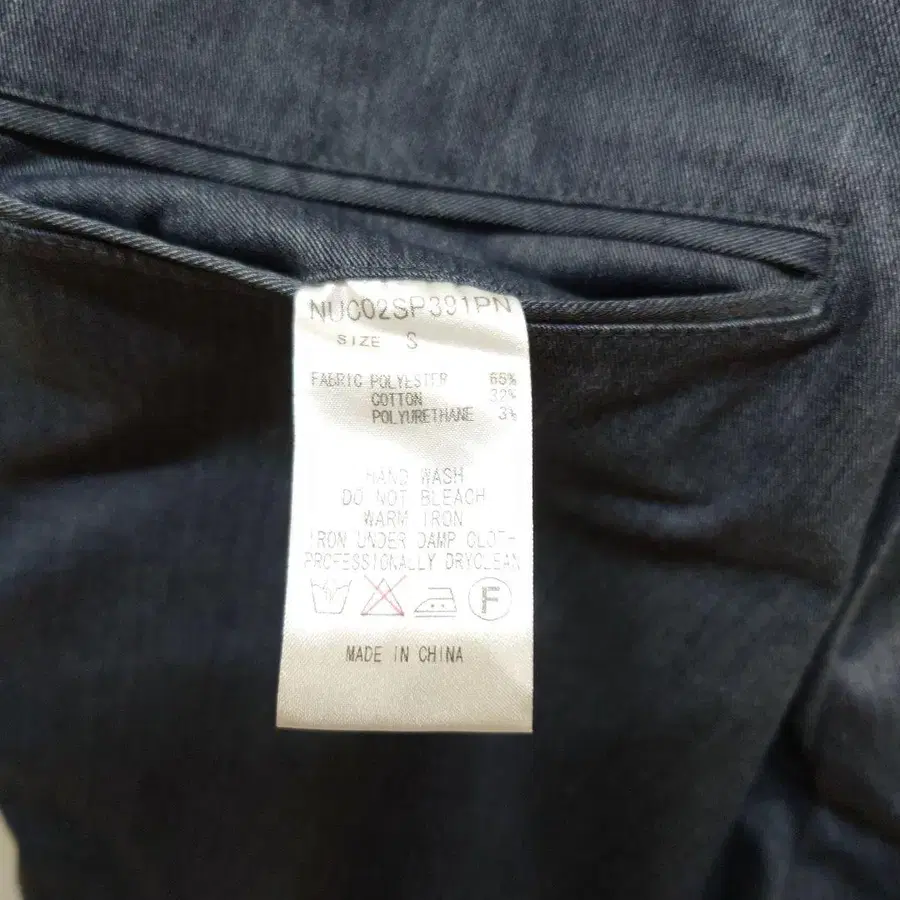 NUC02SP391PN
SIZE S
FABRIC POLYESTER 65%
COTTON 32%
POLYURETHANE 3%
HAND WASH
DO NOT BLEACH
WARM IRON
IRON UNDER DAMP CLOTH
PROFESSIONALLY DRYCLEAN
F
MADE IN CHINA